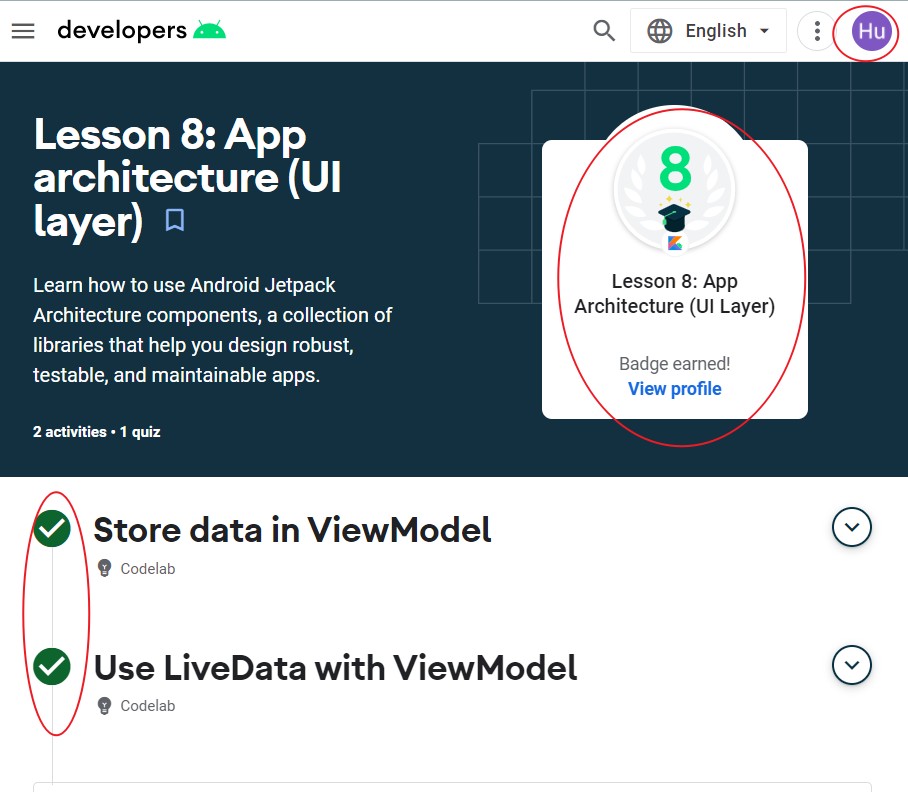 developers
English
Hu
Lesson 8: App
architecture (UI
layer)
Learn how to use Android Jetpack
Architecture components, a collection of
libraries that help you design robust,
testable, and maintainable apps.
2 activities • 1 quiz
8
Lesson 8: App
Architecture (UI Layer)
Badge earned!
View profile
Store data in ViewModel
Codelab
Use LiveData with ViewModel
Codelab